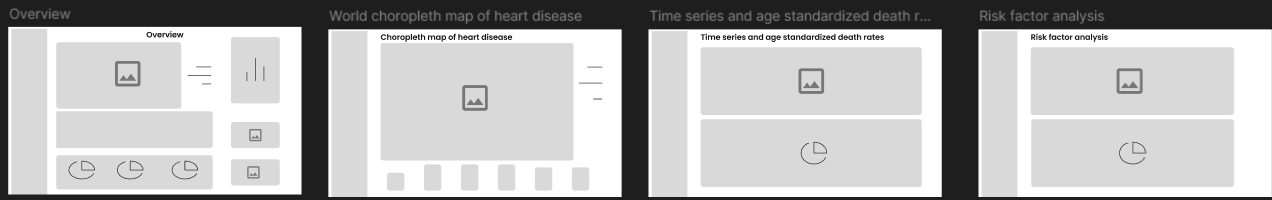 Overview
World choropleth map of heart disease
Time series and age standardized death r...
Risk factor analysis
Overview
Choropleth map of heart disease
Time series and age standardized death rates
Risk factor analysis